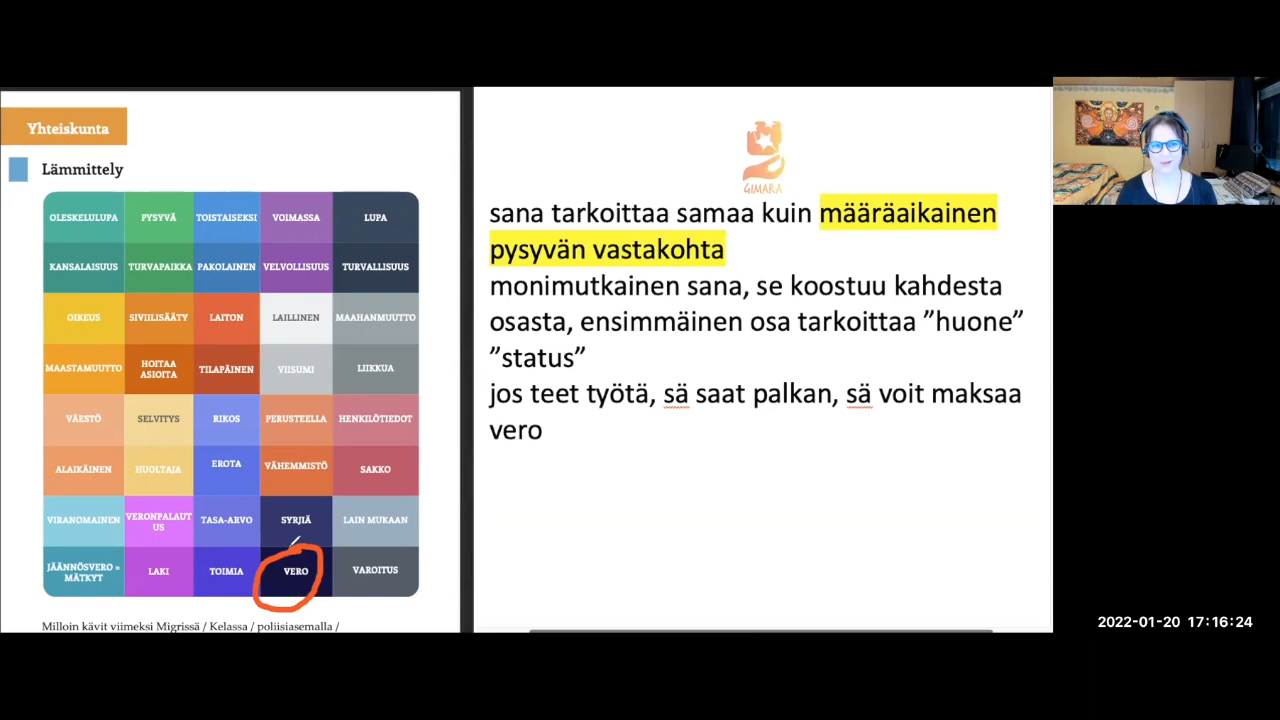 Yhteiskunta
Lämmittely
OLESKELULUPA PYSYVÄ TOISTAISEKSI VOIMASSA LUPA
KANSALAISUUS TURVAPAIKKA PAKOLAINEN VELVOLLISUUS TURVALLISUUS
OIKEUS SIVIILISÄÄTY LAITON LAILLINEN MAAHANMUUTTO
MAASTAMUUTTO HOITAA ASIOITA TILAPÄINEN VIISUMI LIIKKUA
VÄESTÖ SELVITYS RIKOS PERUSTEELLA HENKILÖTIEDOT
ALAIKÄINEN HUOLTAJA EROTA VÄHEMMISTÖ SAKKO
VIRANOMAINEN VERONPALAUTUS TASA-ARVO SYRJIÄ LAIN MUKAAN
JÄÄNNÖSVERO = MÄTKYT LAKI TOIMIA VERO VAROITUS
Milloin kävit viimeksi Migrissä / Kelassa / poliisiasemalla /
GIMARA
sana tarkoittaa samaa kuin määräaikainen
pysyvän vastakohta
monimutkainen sana, se koostuu kahdesta
osasta, ensimmäinen osa tarkoittaa ”huone”
”status”
jos teet työtä, sä saat palkan, sä voit maksaa
vero
2022-01-20 17:16:24